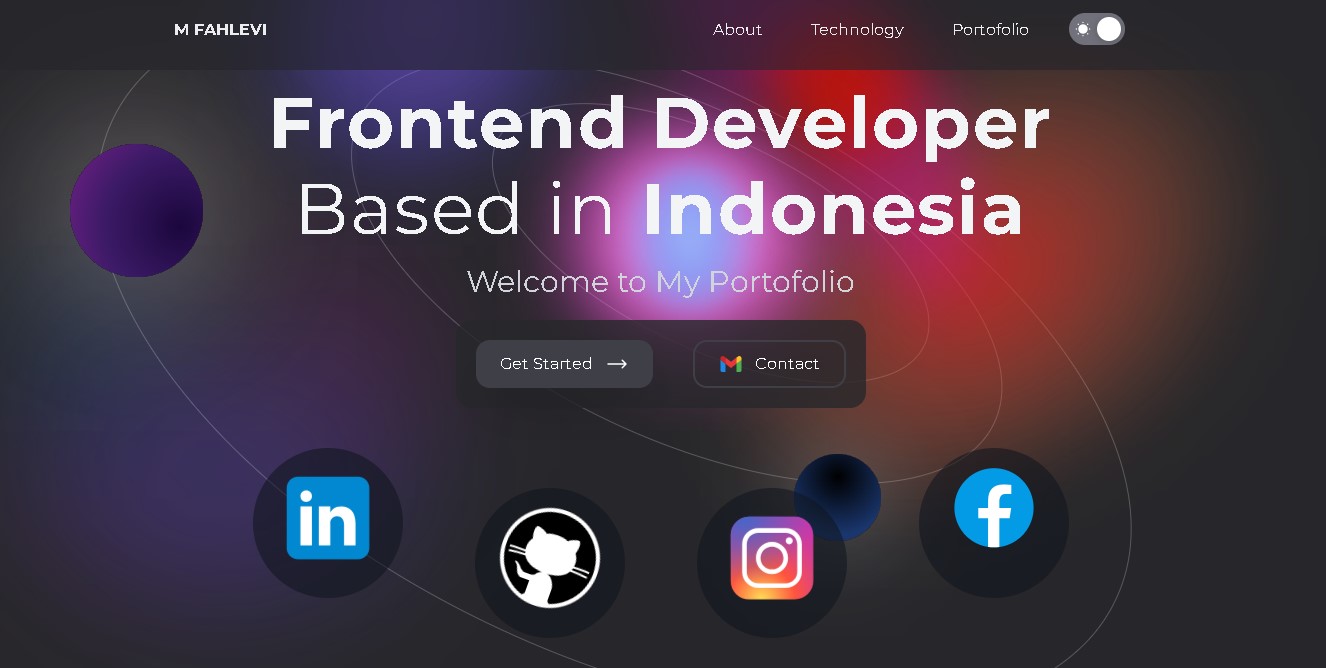 M FAHLEVI
About
Technology
Portofolio
Frontend Developer
Based in Indonesia
Welcome to My Portofolio
Get Started →
Contact
in
f